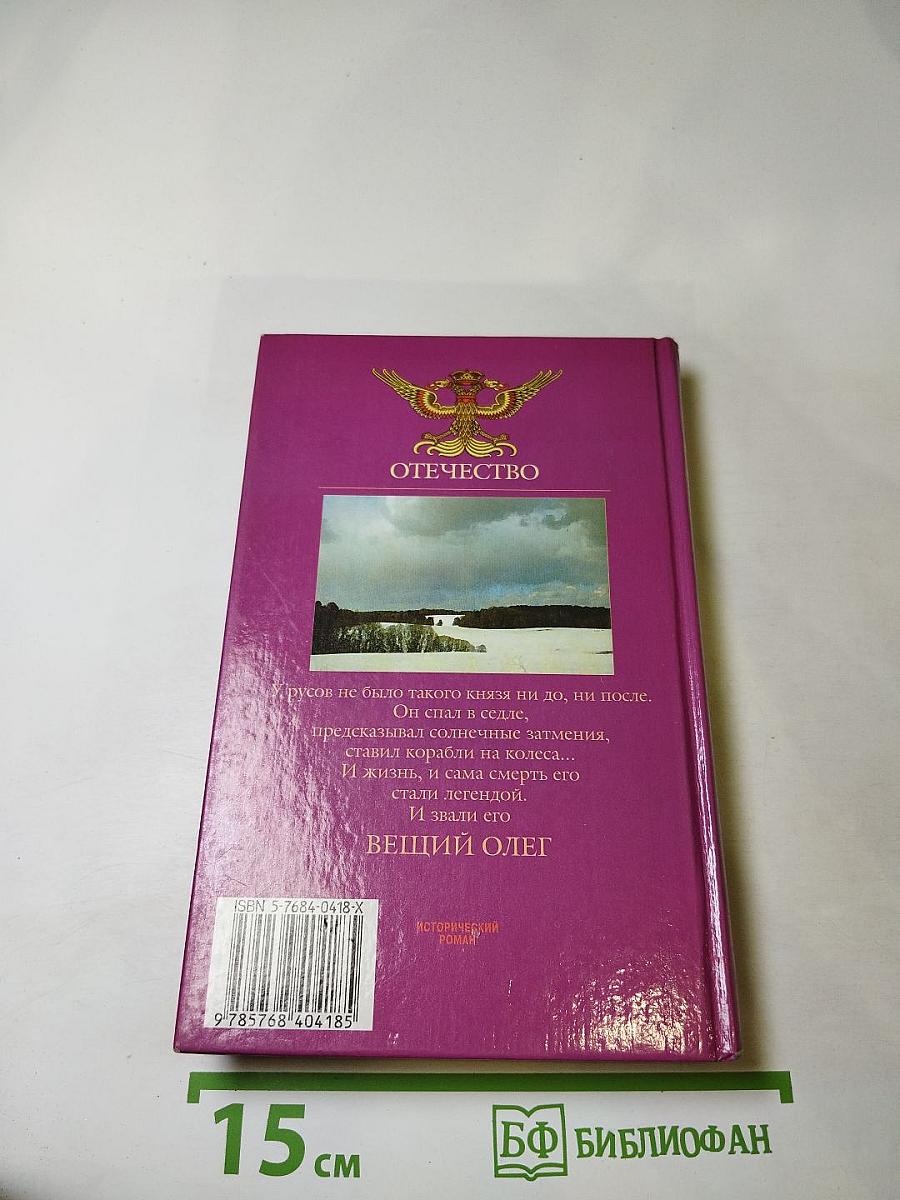 ОТЕЧЕСТВО
У русов не было такого князя ни до, ни после.
Он спал в седле,
предсказывал солнечные затмения,
ставил корабли на колеса...
И жизнь, и сама смерть его
стали легендой.
И звали его
ВЕЩИЙ ОЛЕГ
ISBN 5-7684-0418-X
9 785768 404185
ИСТОРИЧЕСКИЙ
РОМАН
15 см
БФ БИБЛИОФАН